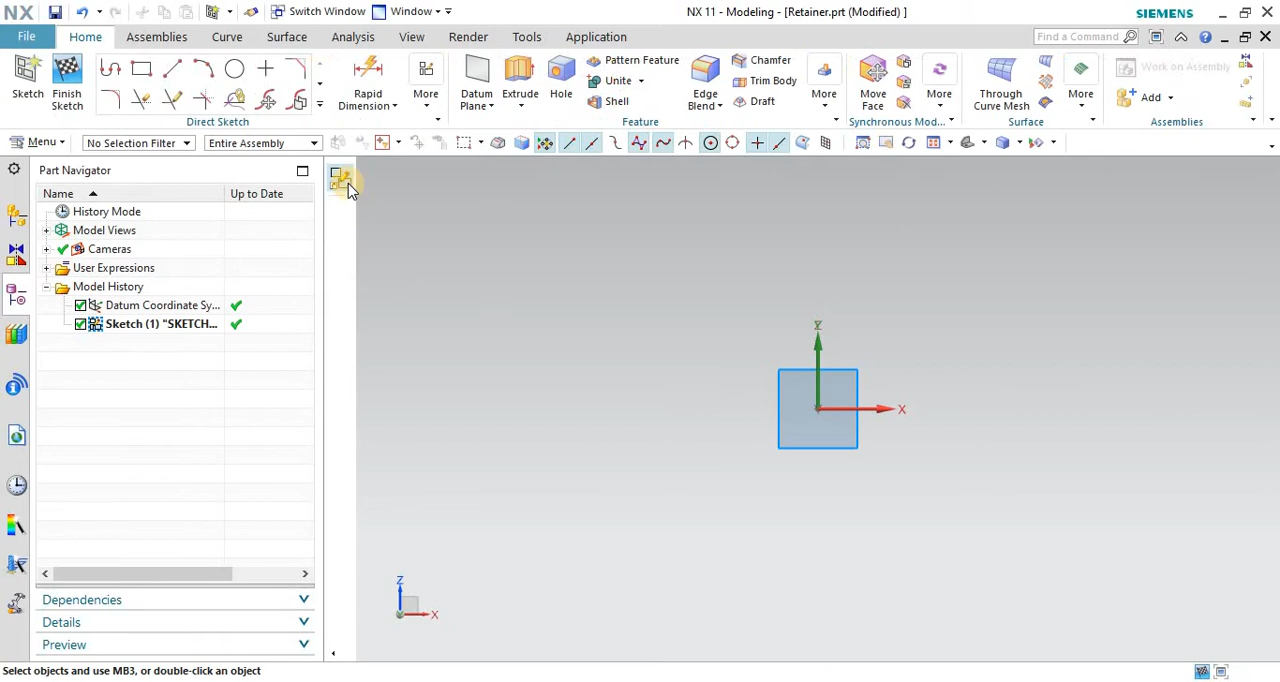 NX Switch Window Window NX 11 - Modeling - [Retainer.prt (Modified) ] SIEMENS
File Home Assemblies Curve Surface Analysis View Render Tools Application Find a Command
Sketch Finish Sketch Rapid Dimension More Datum Plane Extrude Hole Pattern Feature Unite Shell Edge Blend Chamfer Trim Body Draft More Move Face More Through Curve Mesh More Work on Assembly Add
Direct Sketch Feature Synchronous Mod... Surface Assemblies
Menu No Selection Filter Entire Assembly
Part Navigator
Name Up to Date
History Mode
Model Views
Cameras
User Expressions
Model History
Datum Coordinate Sy...
Sketch (1) "SKETCH...
Y
X
Z
X
Dependencies
Details
Preview
Select objects and use MB3, or double-click an object